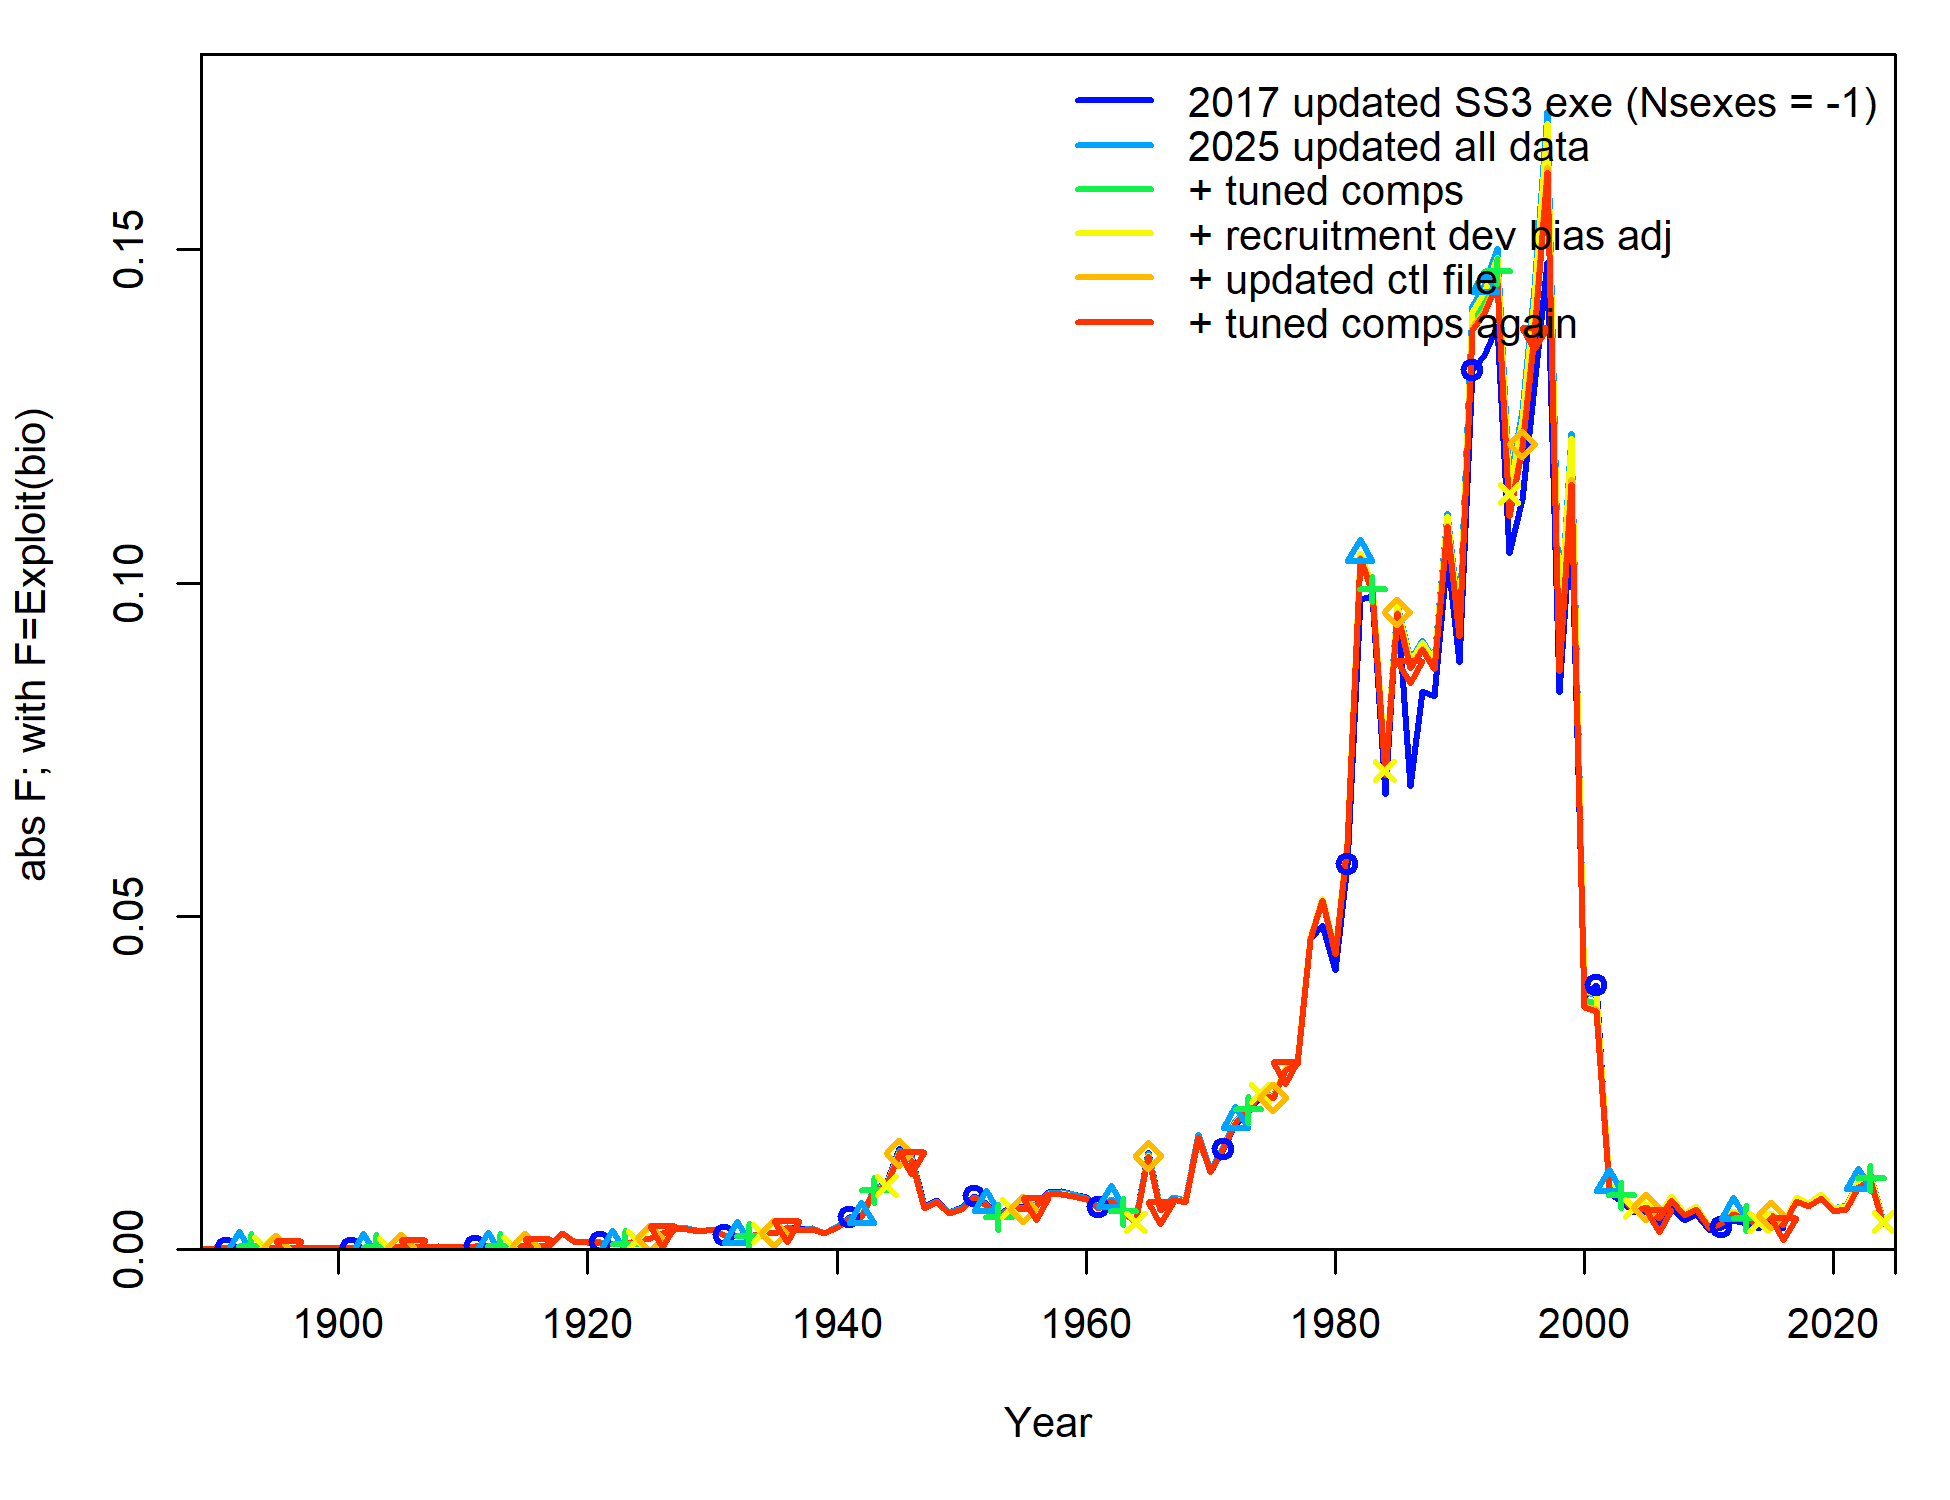 2017 updated SS3 exe (Nsexes = -1)
2025 updated all data
+ tuned comps
+ recruitment dev bias adj
+ updated ctl file
+ tuned comps again
abs F; with F=Exploit(bio)
0.15
0.10
0.05
0.00
1900 1920 1940 1960 1980 2000 2020
Year